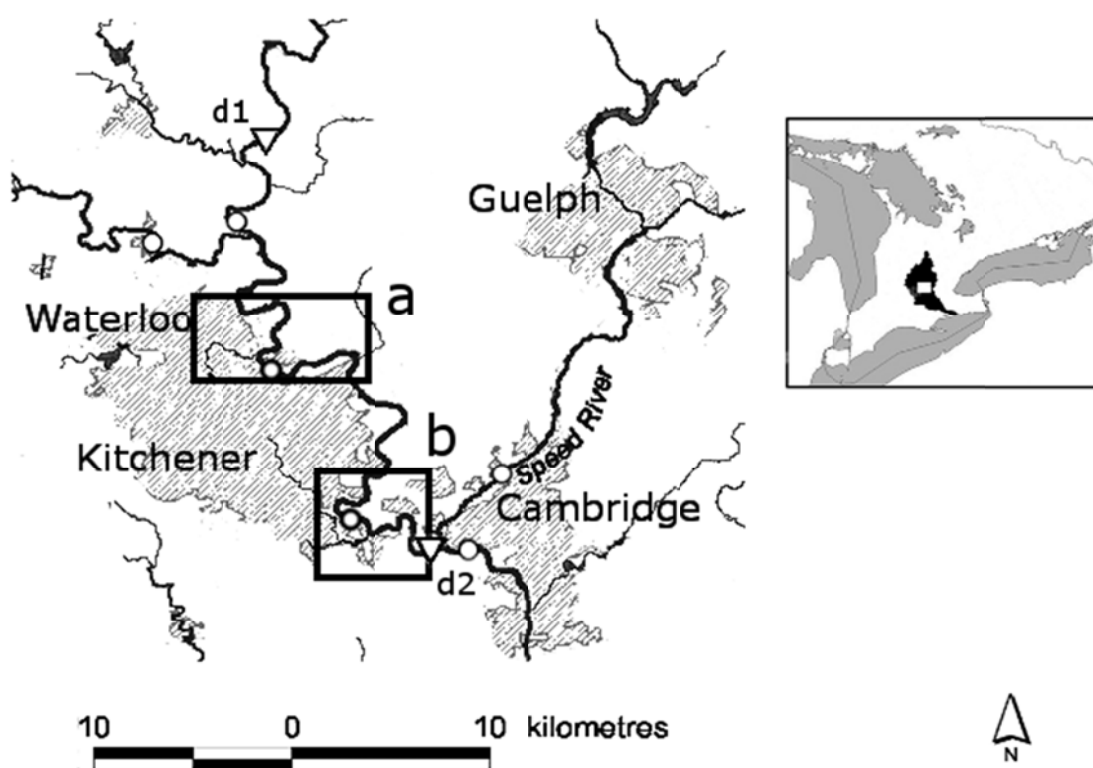 d1
Guelph
a
Waterloo
b
Speed River
Kitchener
Cambridge
d2
10 0 10 kilometres
N